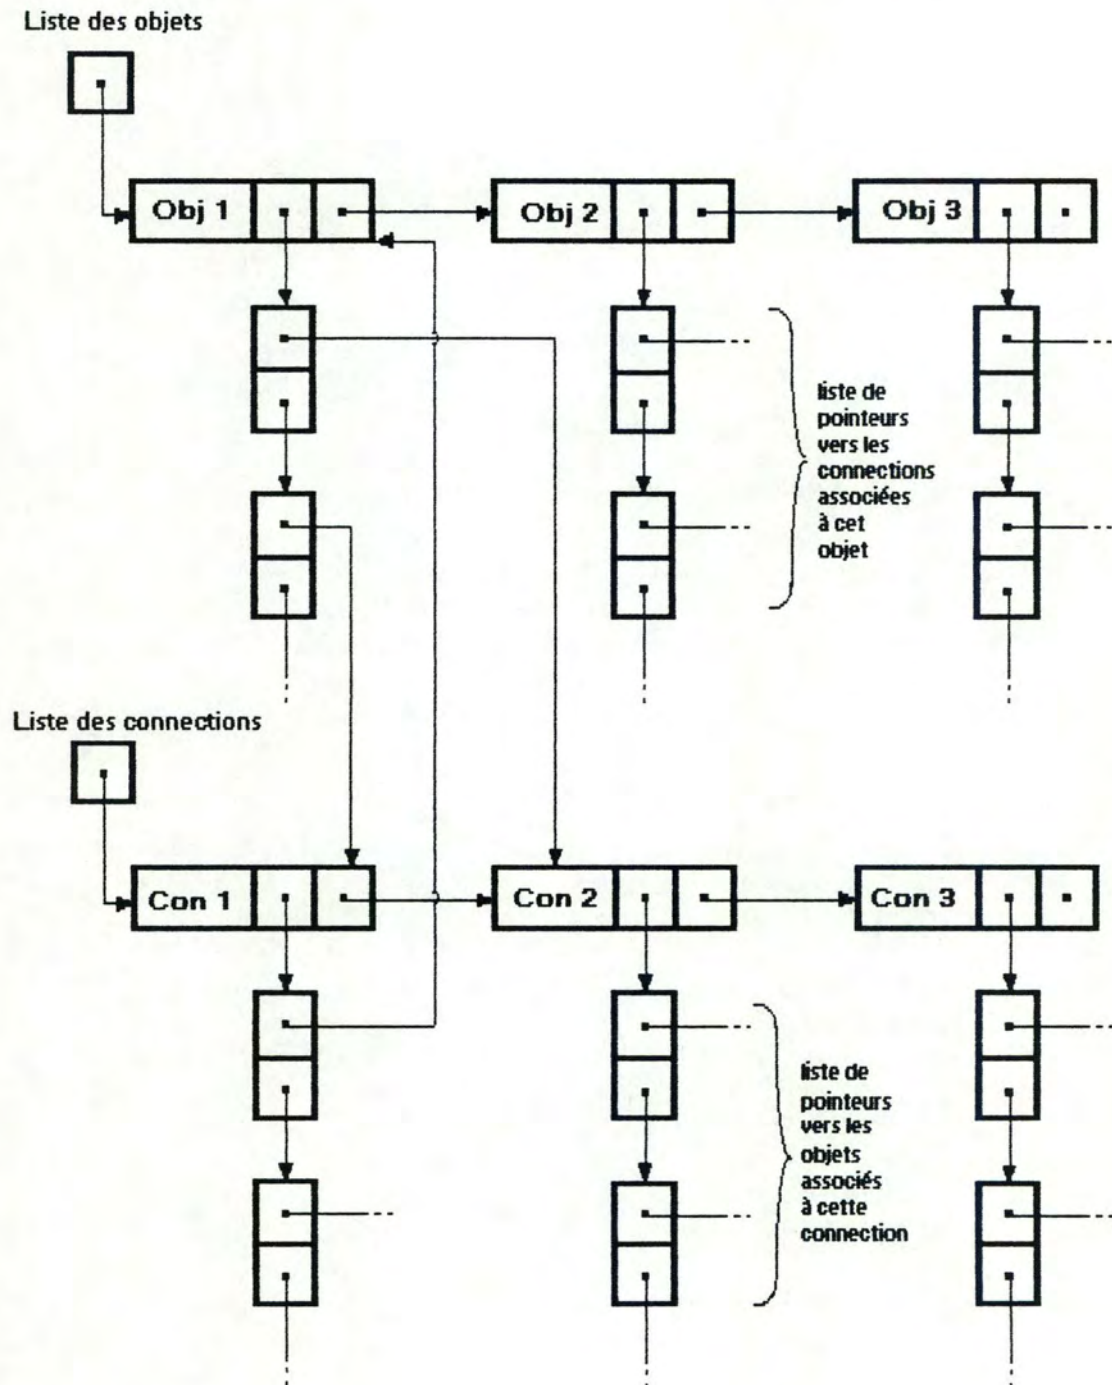 Liste des objets
Obj 1
Obj 2
Obj 3
liste de
pointeurs
vers les
connections
associées
à cet
objet
Liste des connections
Con 1
Con 2
Con 3
liste de
pointeurs
vers les
objets
associés
à cette
connection